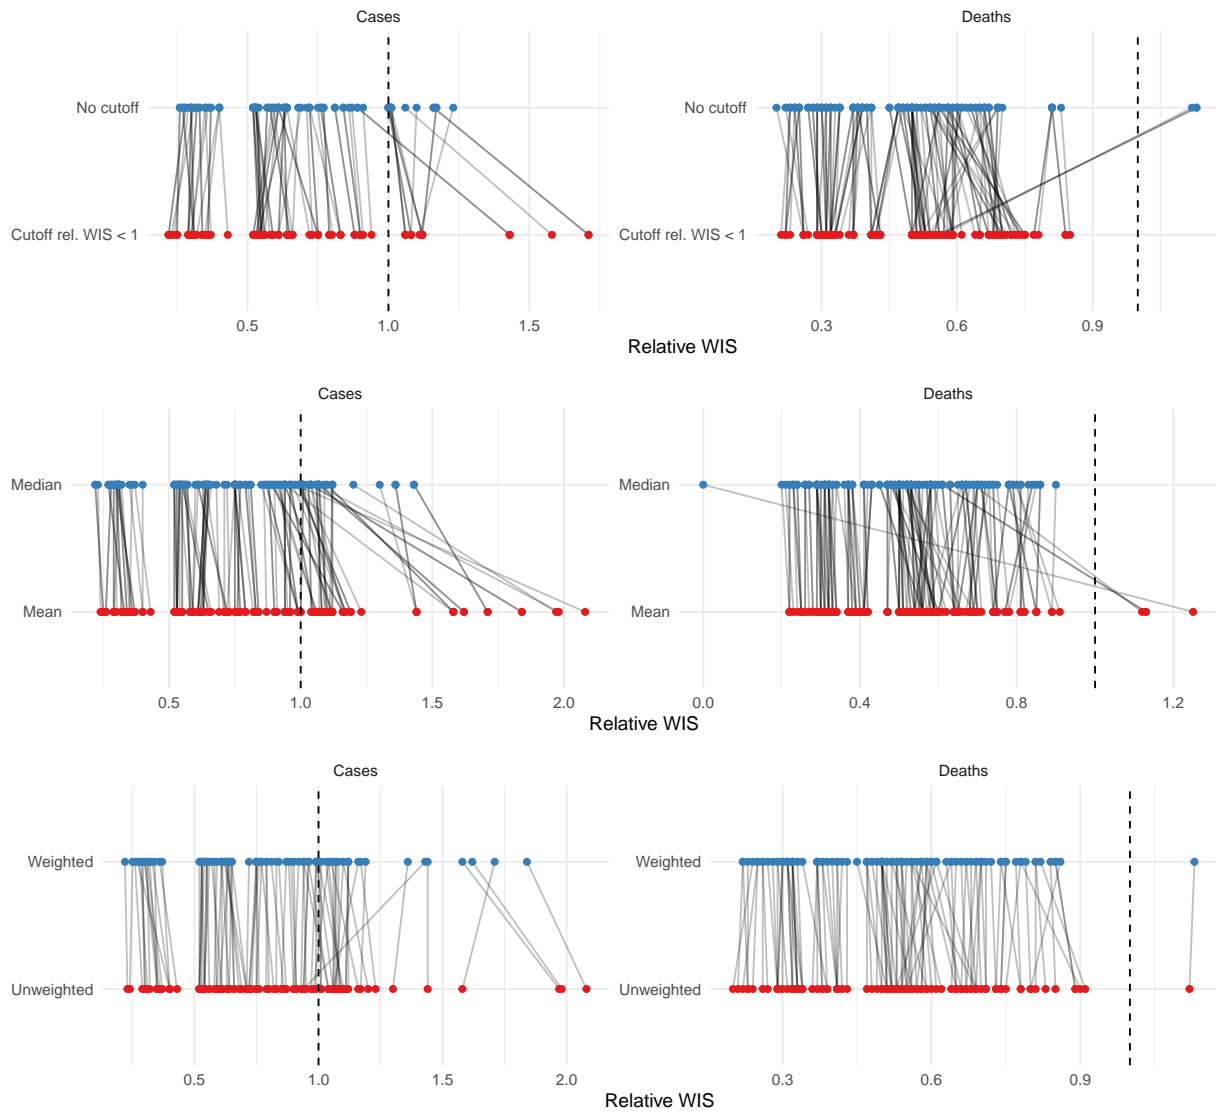 Cases Deaths
No cutoff No cutoff
Cutoff rel. WIS < 1 Cutoff rel. WIS < 1
0.5 1.0 1.5 0.3 0.6 0.9
Relative WIS
Cases Deaths
Median Median
Mean Mean
0.5 1.0 1.5 2.0 0.0 0.4 0.8 1.2
Relative WIS
Cases Deaths
Weighted Weighted
Unweighted Unweighted
0.5 1.0 1.5 2.0 0.3 0.6 0.9
Relative WIS